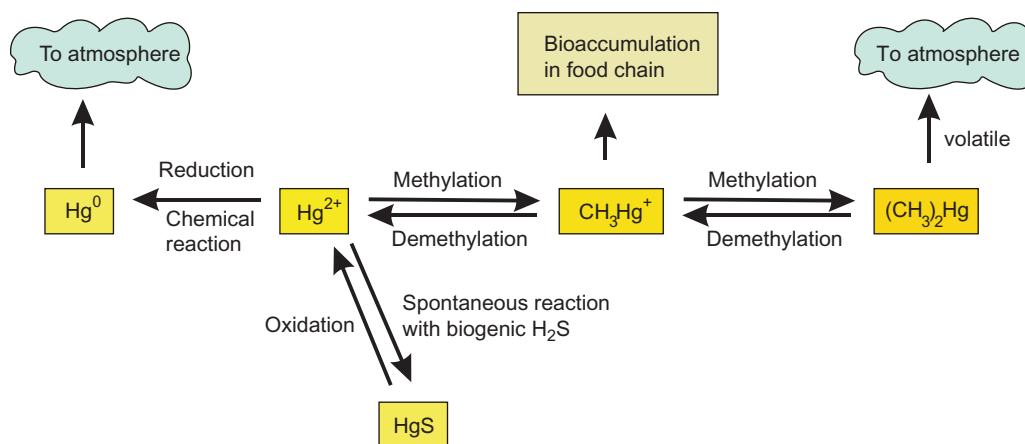 To atmosphere
Bioaccumulation
in food chain
To atmosphere
volatile
Reduction
Methylation
Methylation
Hg⁰
Hg²⁺
CH₃Hg⁺
(CH₃)₂Hg
Chemical
reaction
Demethylation
Demethylation
Oxidation
Spontaneous reaction
with biogenic H₂S
HgS